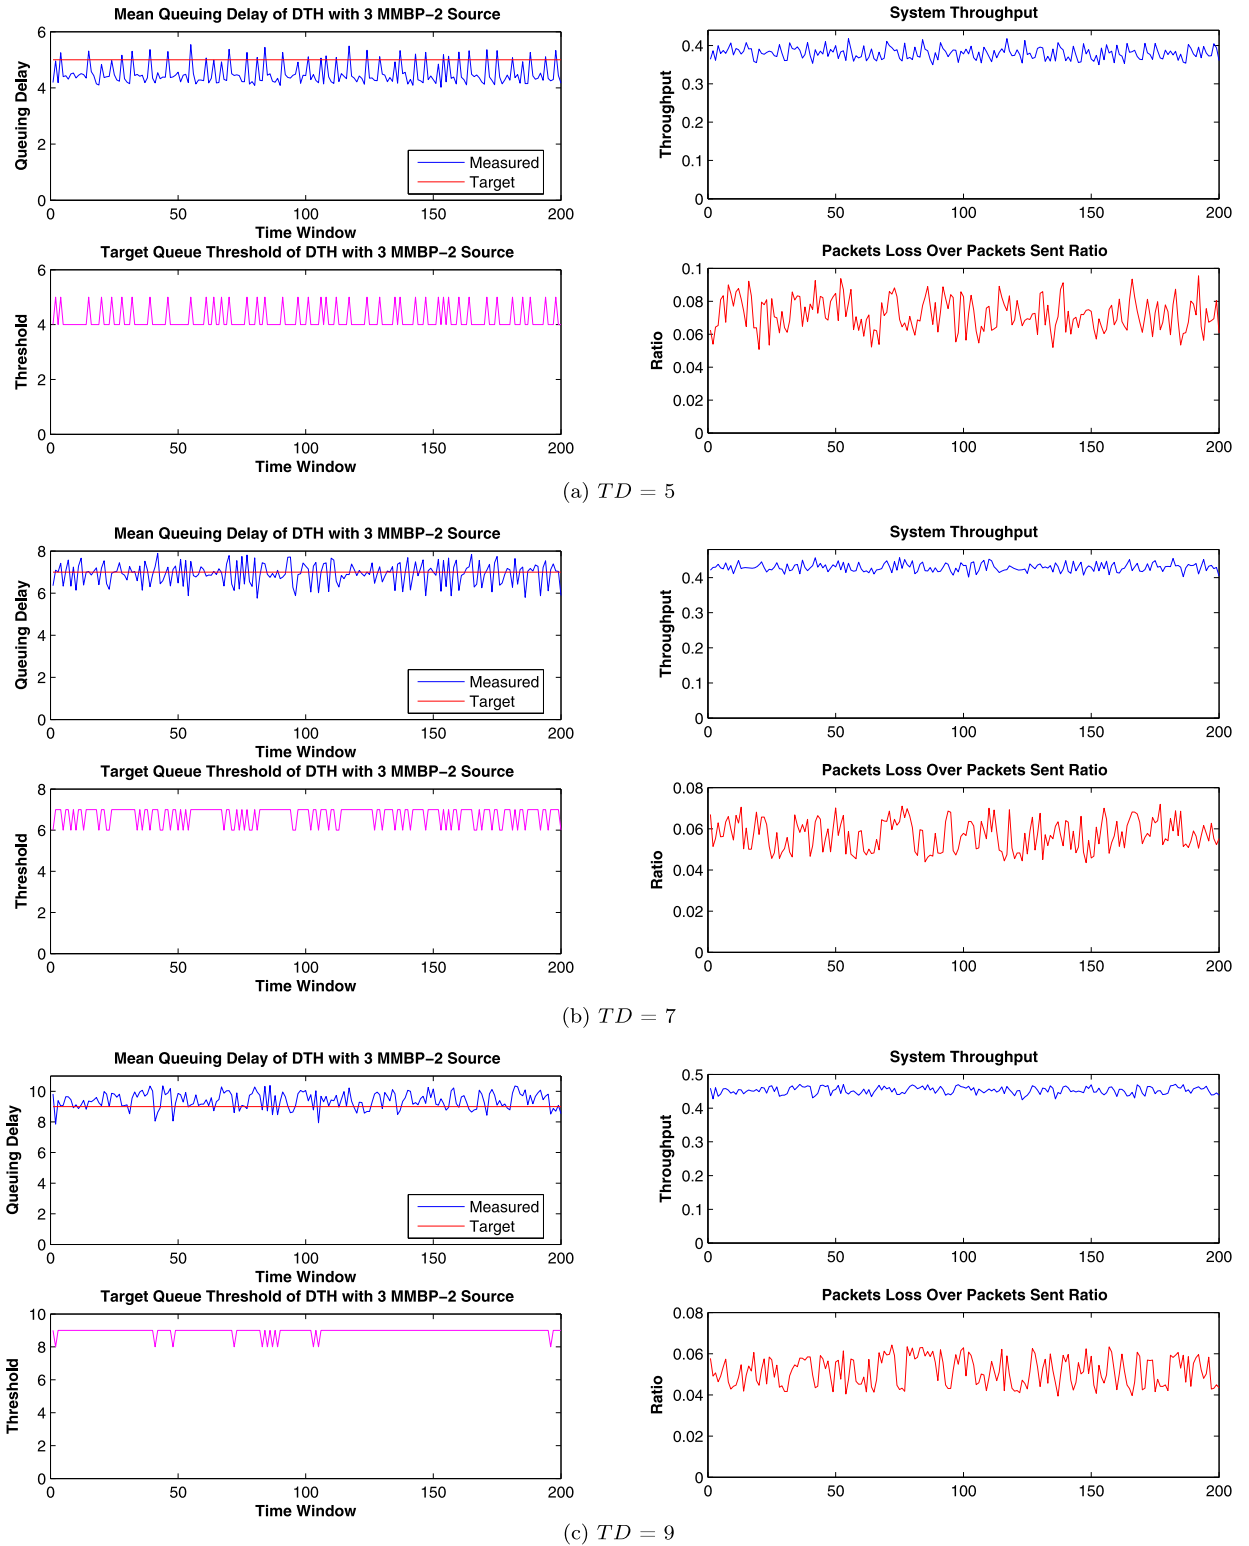 Mean Queuing Delay of DTH with 3 MMBP−2 Source
6
4
2
0
Queuing Delay
Measured
Target
0 50 100 150 200
Time Window
System Throughput
0.4
0.3
0.2
0.1
0
Throughput
0 50 100 150 200
Target Queue Threshold of DTH with 3 MMBP−2 Source
6
4
2
0
Threshold
0 50 100 150 200
Time Window
Packets Loss Over Packets Sent Ratio
0.1
0.08
0.06
0.04
0.02
0
Ratio
0 50 100 150 200
(a) TD = 5
Mean Queuing Delay of DTH with 3 MMBP−2 Source
8
6
4
2
0
Queuing Delay
Measured
Target
0 50 100 150 200
Time Window
System Throughput
0.4
0.3
0.2
0.1
0
Throughput
0 50 100 150 200
Target Queue Threshold of DTH with 3 MMBP−2 Source
8
6
4
2
0
Threshold
0 50 100 150 200
Time Window
Packets Loss Over Packets Sent Ratio
0.08
0.06
0.04
0.02
0
Ratio
0 50 100 150 200
(b) TD = 7
Mean Queuing Delay of DTH with 3 MMBP−2 Source
10
8
6
4
2
0
Queuing Delay
Measured
Target
0 50 100 150 200
Time Window
System Throughput
0.5
0.4
0.3
0.2
0.1
0
Throughput
0 50 100 150 200
Target Queue Threshold of DTH with 3 MMBP−2 Source
10
8
6
4
2
0
Threshold
0 50 100 150 200
Time Window
Packets Loss Over Packets Sent Ratio
0.08
0.06
0.04
0.02
0
Ratio
0 50 100 150 200
(c) TD = 9